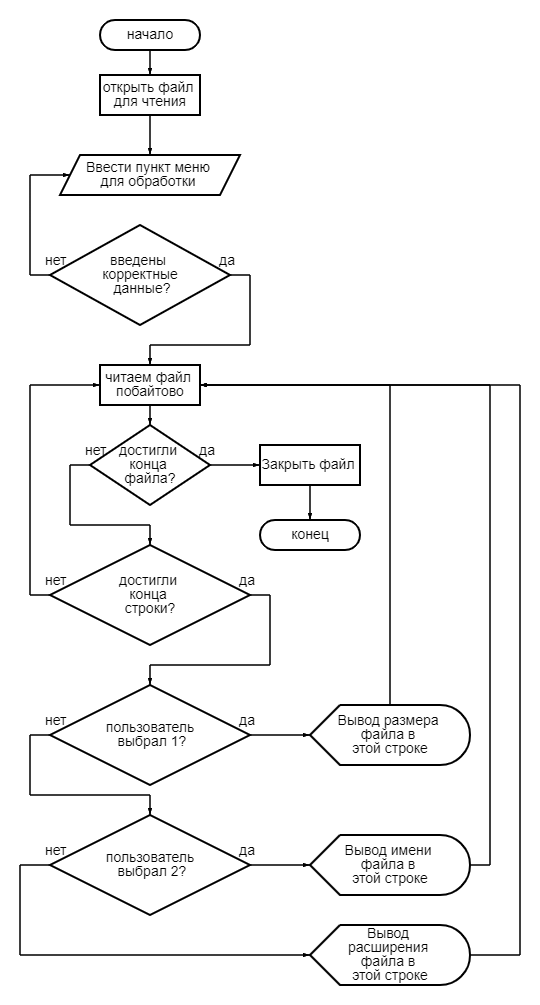 начало
открыть файл
для чтения
Ввести пункт меню
для обработки
нет
да
введены
корректные
данные?
читаем файл
побайтово
нет
да
достигли
конца
файла?
Закрыть файл
конец
нет
да
достигли
конца
строки?
нет
да
пользователь
выбрал 1?
Вывод размера
файла в
этой строке
нет
да
пользователь
выбрал 2?
Вывод имени
файла в
этой строке
Вывод
расширения
файла в
этой строке